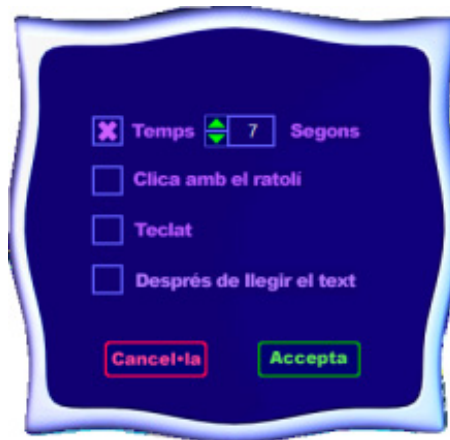 Temps 7 Segons
Clica amb el ratolí
Teclat
Després de llegir el text
Cancel•la Accepta